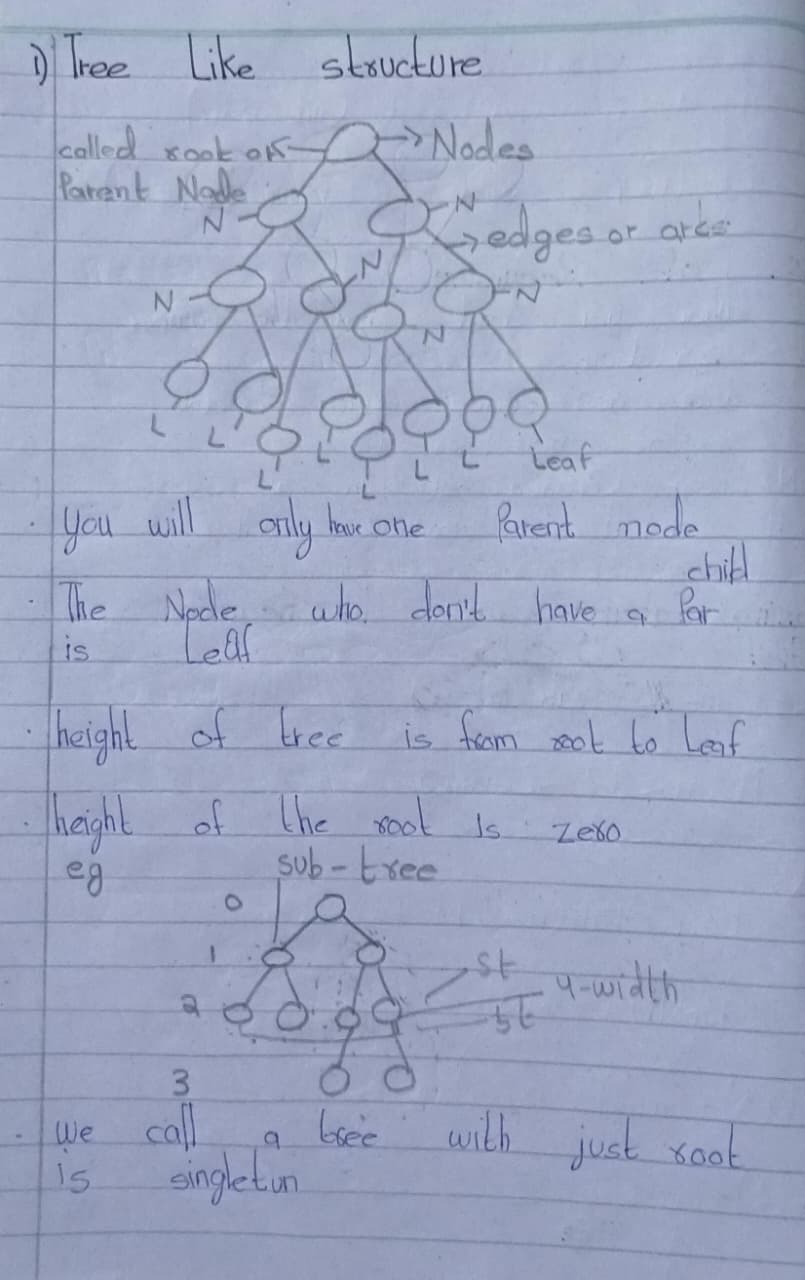 1) Tree Like structure
called root or → Nodes
Parent Node
N N
→ edges or arcs
N
N N
N
L L
L L L L L Leaf
L
· you will only have one Parent node
child
· The Node who don't have a Par
is Leaf
· height of tree is from root to Leaf
· height of the root Is zero
eg sub-tree
0
1
st
4-width
2
st
3
· we call a tree with just root
is singletun